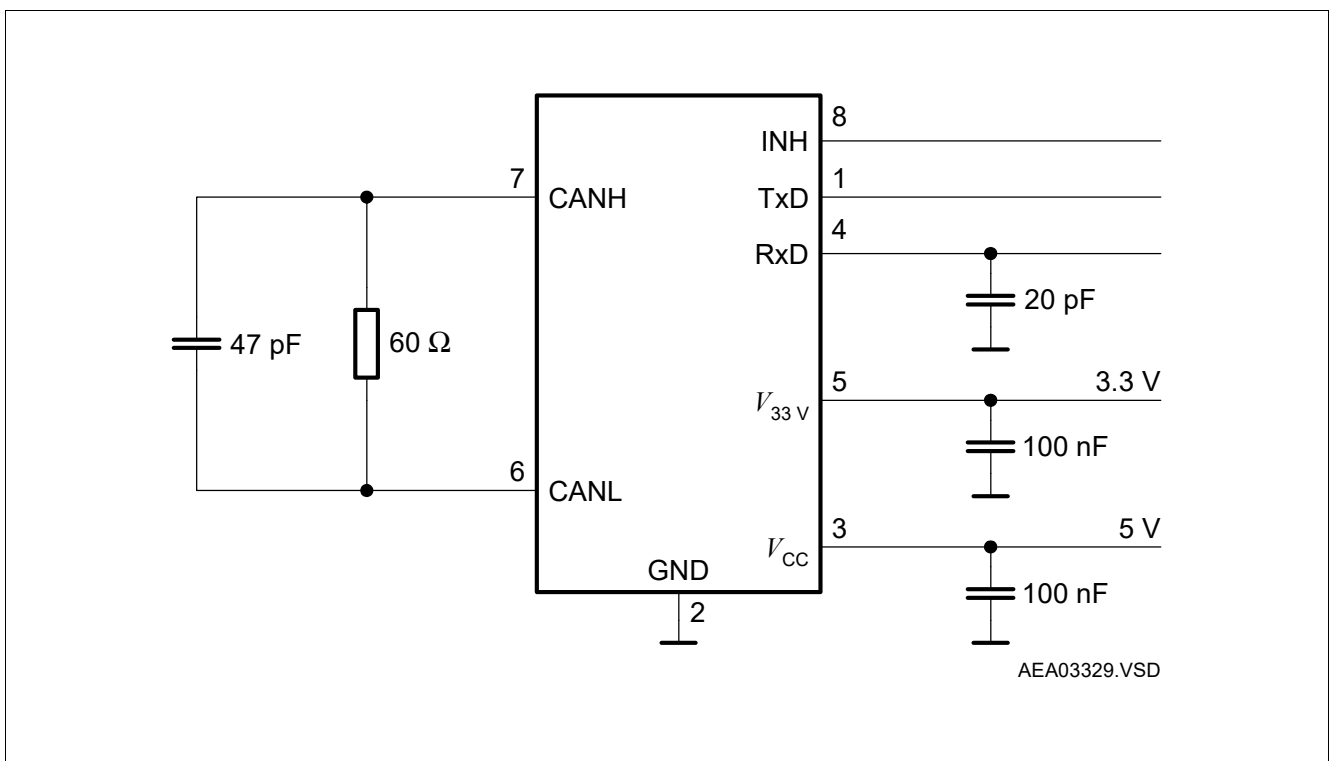 8
INH
7
1
CANH
TxD
4
RxD
20 pF
47 pF
60 Ω
5
3.3 V
V33 V
100 nF
6
CANL
3
5 V
VCC
GND
100 nF
2
AEA03329.VSD